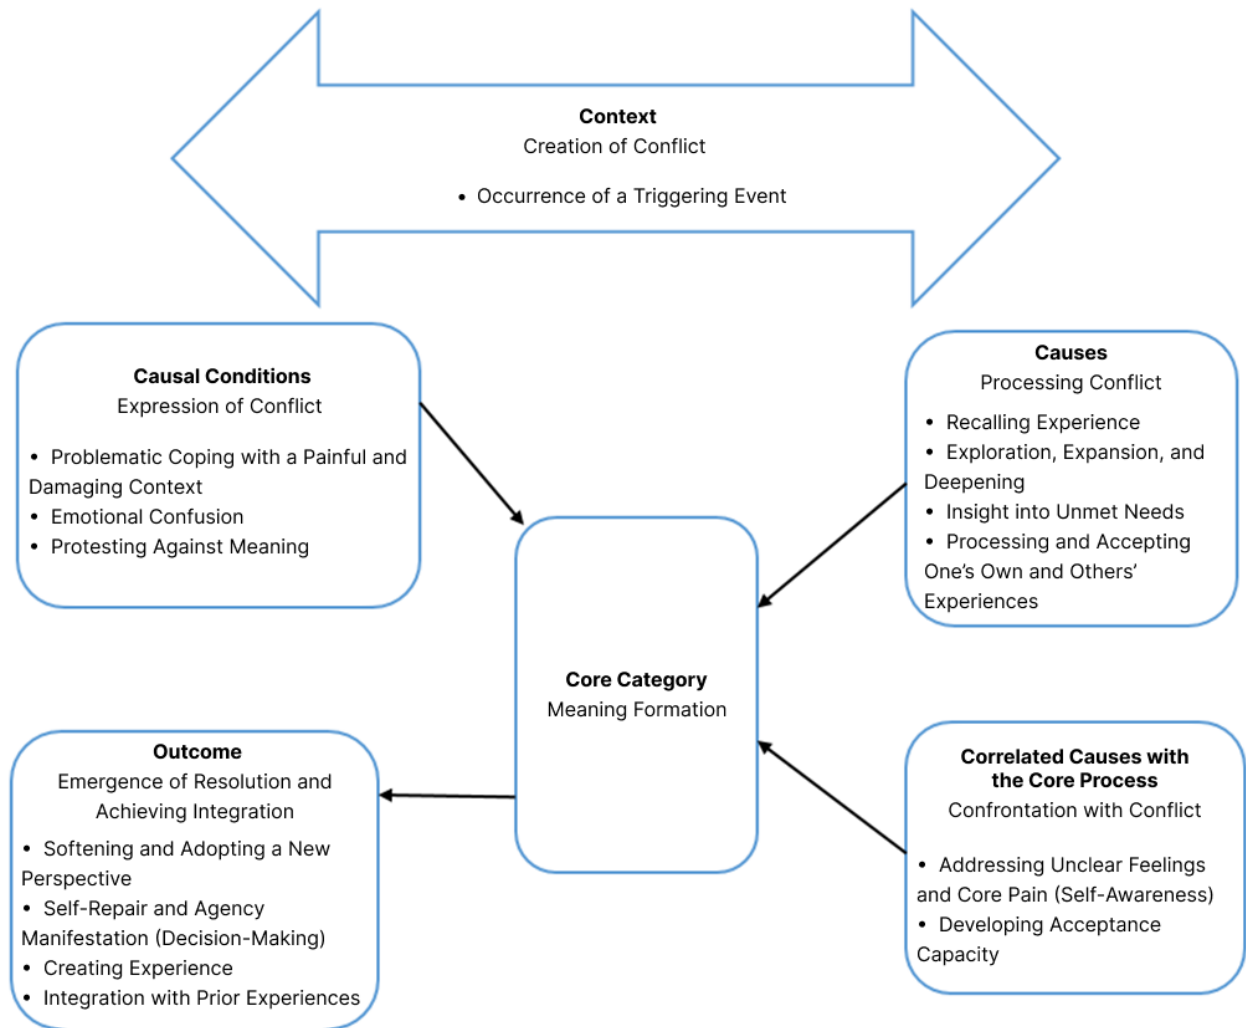 Context
Creation of Conflict
• Occurrence of a Triggering Event
Causal Conditions
Expression of Conflict
• Problematic Coping with a Painful and
Damaging Context
• Emotional Confusion
• Protesting Against Meaning
Causes
Processing Conflict
• Recalling Experience
• Exploration, Expansion, and
Deepening
• Insight into Unmet Needs
• Processing and Accepting
One’s Own and Others’
Experiences
Core Category
Meaning Formation
Outcome
Emergence of Resolution and
Achieving Integration
• Softening and Adopting a New
Perspective
• Self-Repair and Agency
Manifestation (Decision-Making)
• Creating Experience
• Integration with Prior Experiences
Correlated Causes with
the Core Process
Confrontation with Conflict
• Addressing Unclear Feelings
and Core Pain (Self-Awareness)
• Developing Acceptance
Capacity